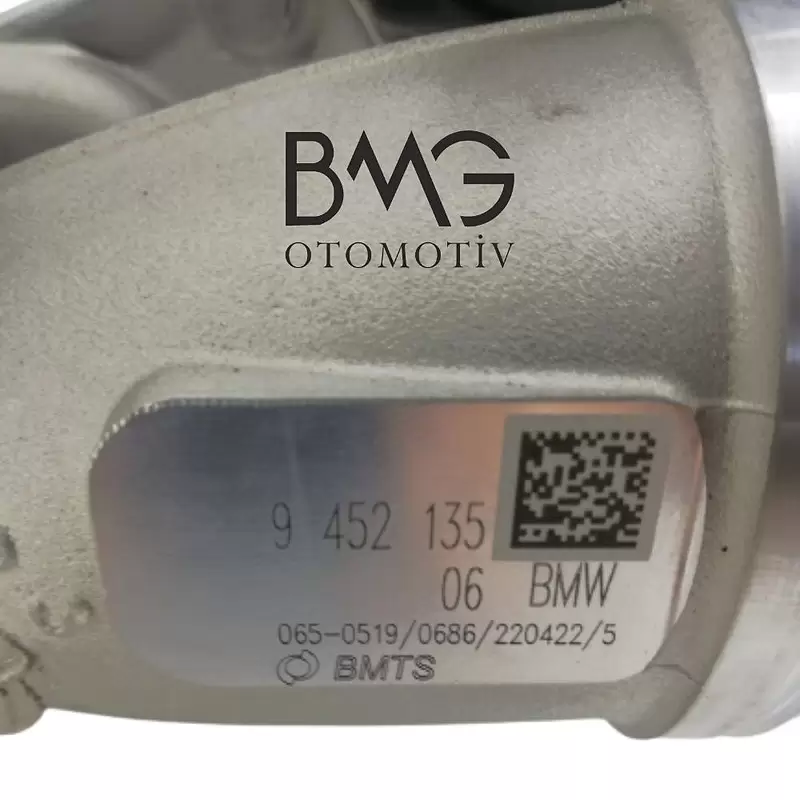 BMG
OTOMOTİV
9 452 135
06 BMW
065-0519/0686/220422/5
BMTS